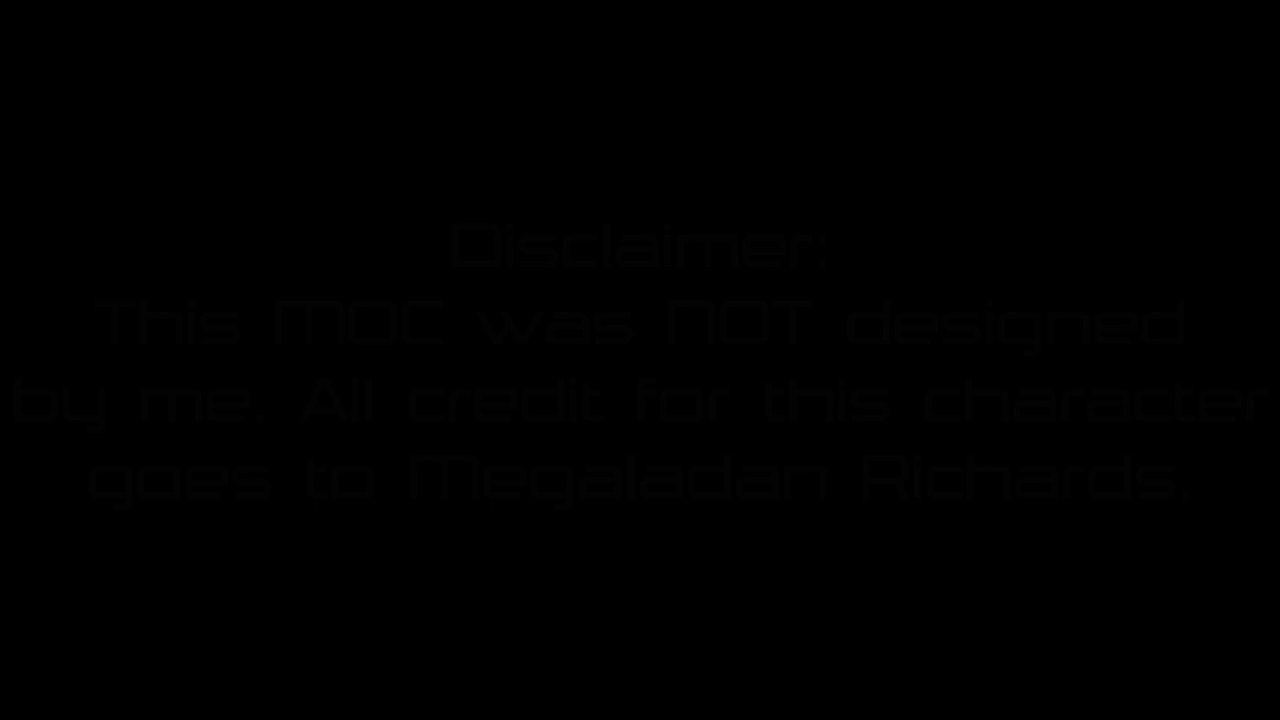 Disclaimer:
This MOC was NOT designed
by me. All credit for this character
goes to Megaladan Richards.